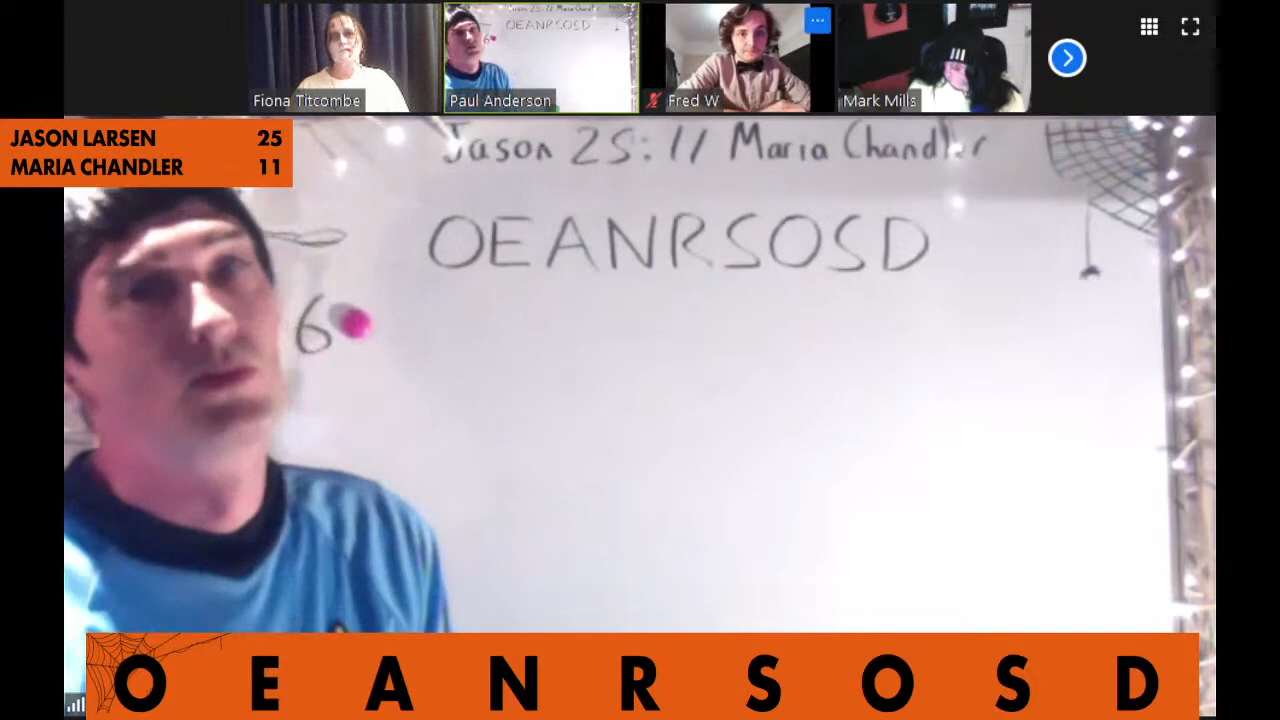 OEANRSOSD
Fiona Titcombe
Paul Anderson
Fred W
Mark Mills
JASON LARSEN 25
MARIA CHANDLER 11
Jason 25:11 Maria Chandler
OEANRSOSD
6
O E A N R S O S D